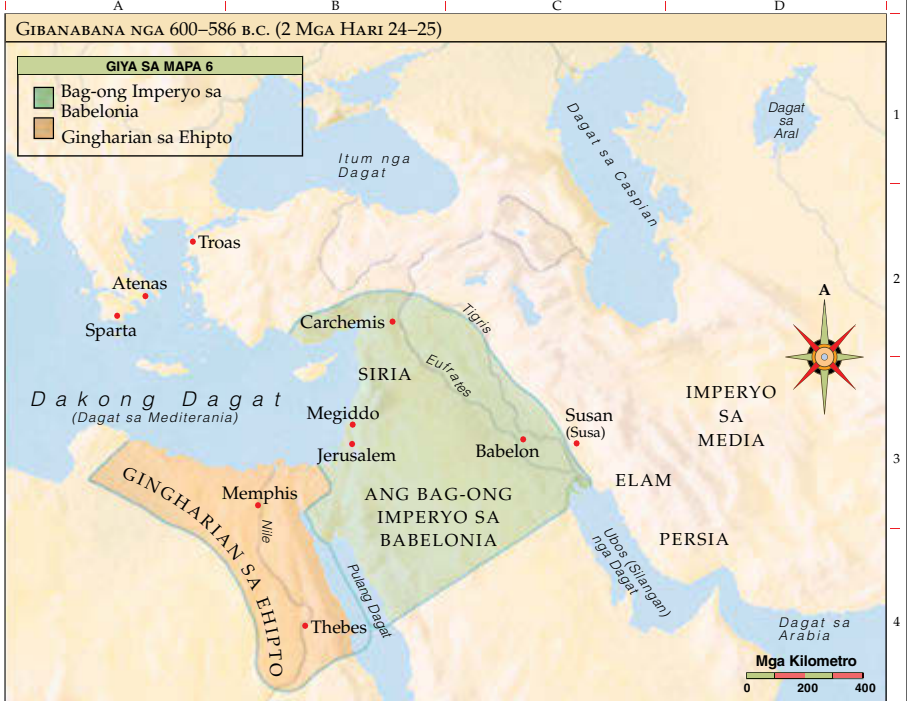 A B C D
GIBANABANA NGA 600–586 B.C. (2 MGA HARI 24–25)
GIYA SA MAPA 6
Bag-ong Imperyo sa
Babelonia
Gingharian sa Ehipto
1
2
3
4
Itum nga
Dagat
Dagat sa Caspian
Dagat
sa
Aral
Troas
Atenas
Sparta
A
Carchemis
Tigris
Eufrates
SIRIA
Dakong Dagat
(Dagat sa Mediterania)
Megiddo
Jerusalem
Babelon
Susan
(Susa)
IMPERYO
SA
MEDIA
ELAM
PERSIA
GINGHARIAN SA EHIPTO
Memphis
Nile
ANG BAG-ONG
IMPERYO SA
BABELONIA
Pulang Dagat
Ubos (Silangan)
nga Dagat
Thebes
Dagat sa
Arabia
Mga Kilometro
0 200 400